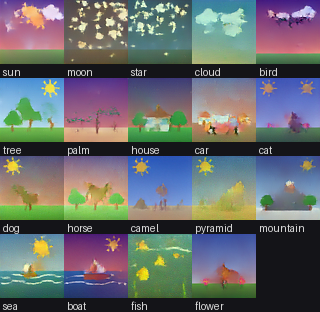 sun moon star cloud bird
tree palm house car cat
dog horse camel pyramid mountain
sea boat fish flower